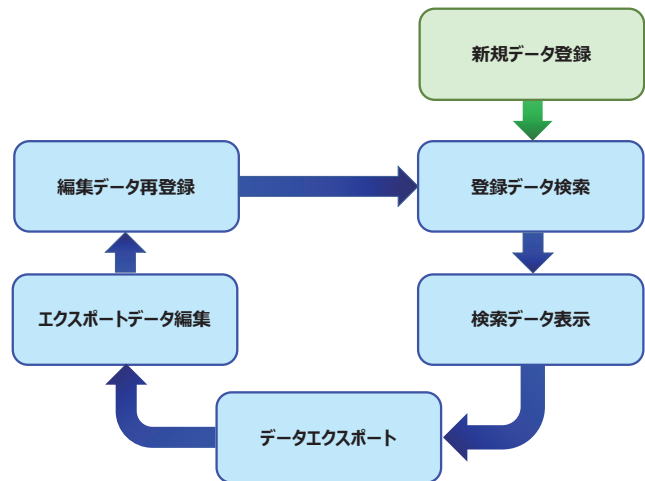 新規データ登録
編集データ再登録
登録データ検索
エクスポートデータ編集
検索データ表示
データエクスポート